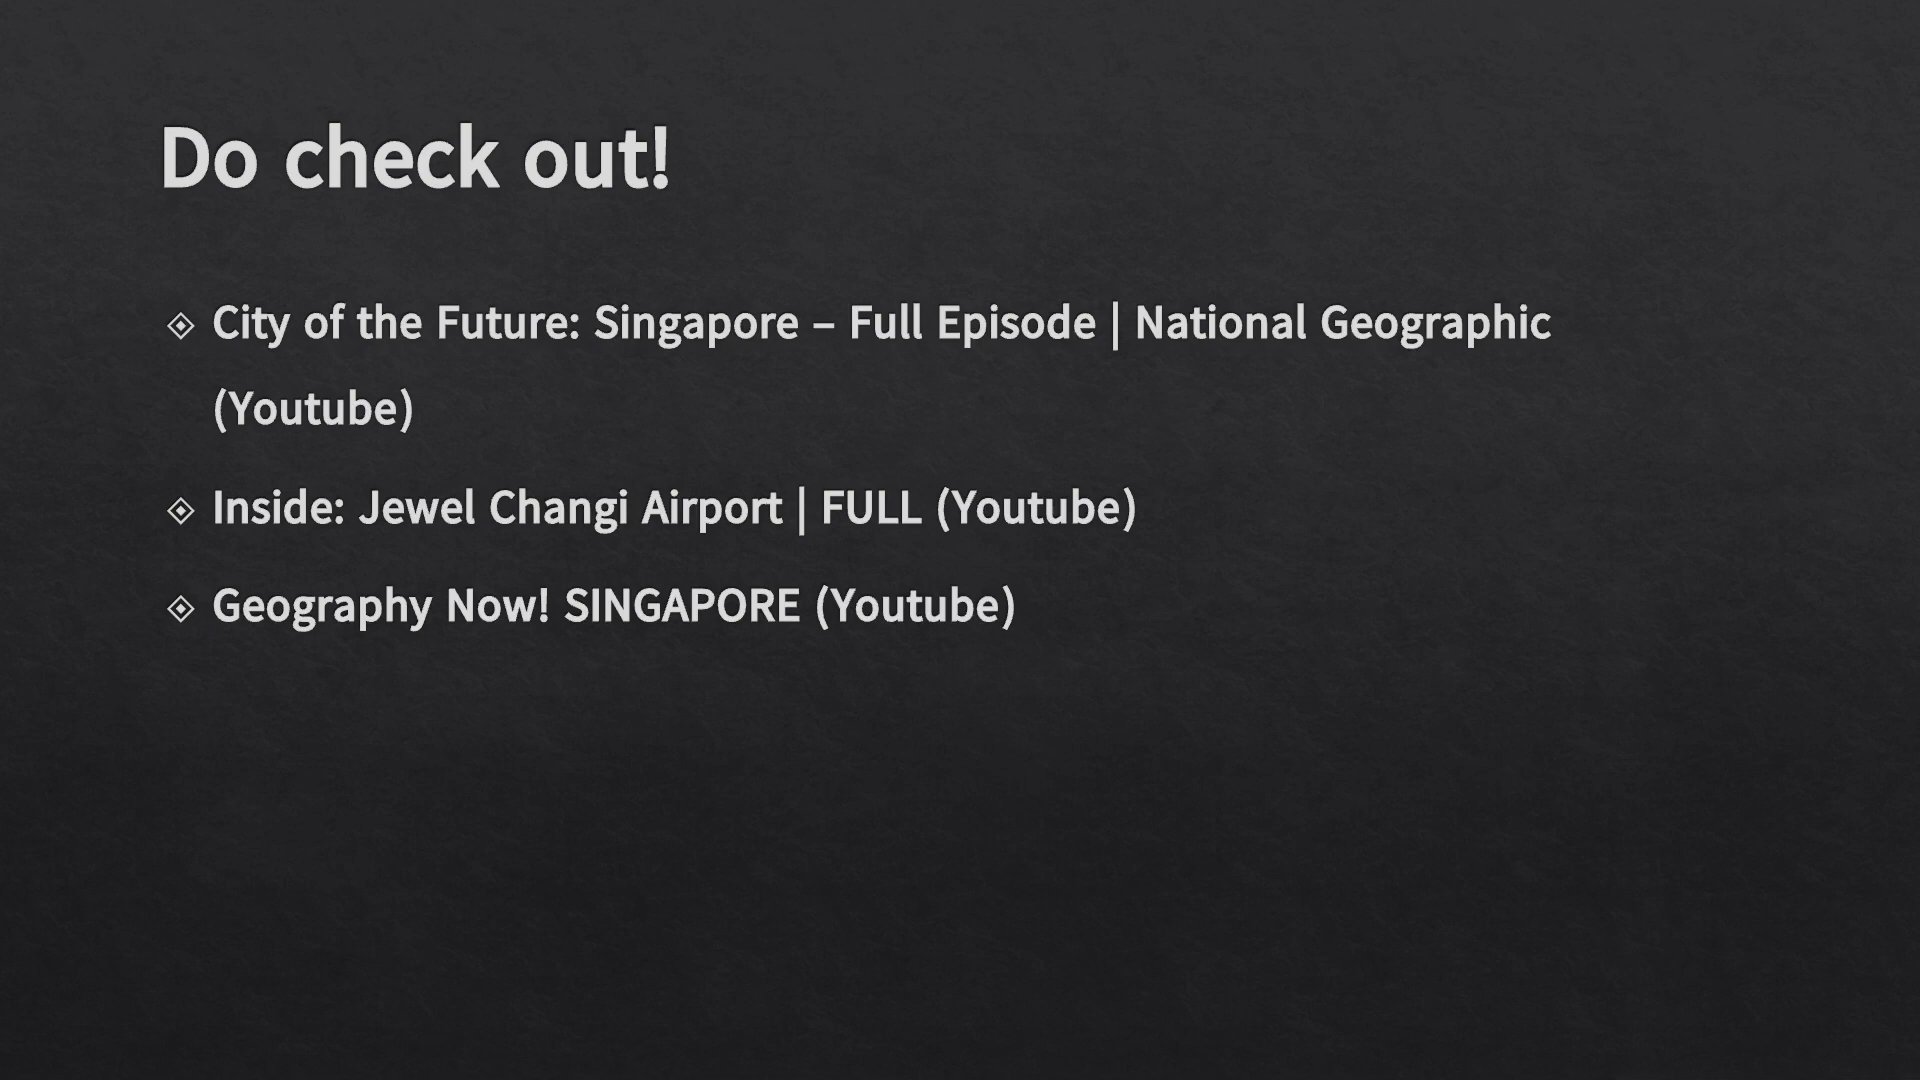 Do check out!
City of the Future: Singapore – Full Episode | National Geographic
(Youtube)
Inside: Jewel Changi Airport | FULL (Youtube)
Geography Now! SINGAPORE (Youtube)